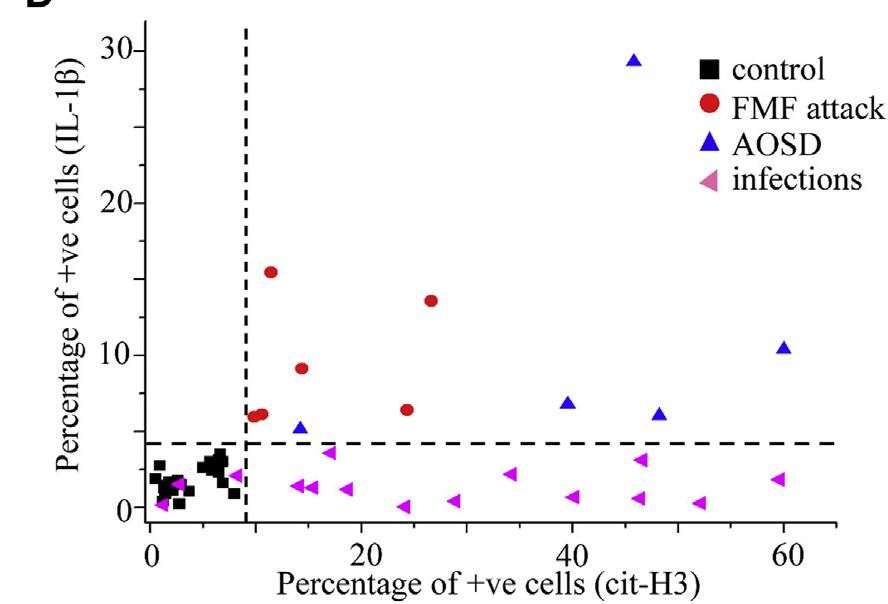 D
30
20
10
0
Percentage of +ve cells (IL-1β)
control
FMF attack
AOSD
infections
0
20
40
60
Percentage of +ve cells (cit-H3)